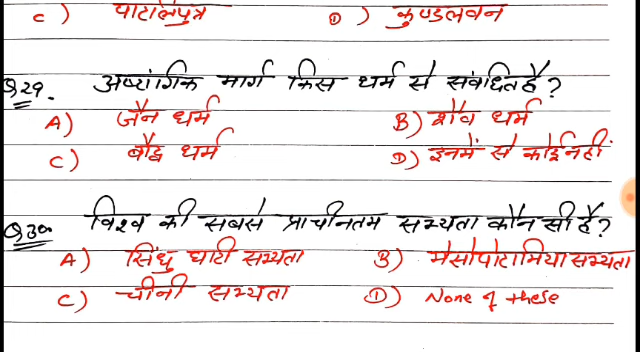 C) पाटलिपुत्र D) कुण्डलवन
Q29. अष्टांगिक मार्ग किस धर्म से संबंधित है?
A) जैन धर्म B) शैव धर्म
C) बौद्ध धर्म D) इनमें से कोई नहीं
Q30 विश्व की सबसे प्राचीनतम सभ्यता कौन सी है?
A) सिंधु घाटी सभ्यता B) मेसोपोटामिया सभ्यता
C) चीनी सभ्यता D) None of these